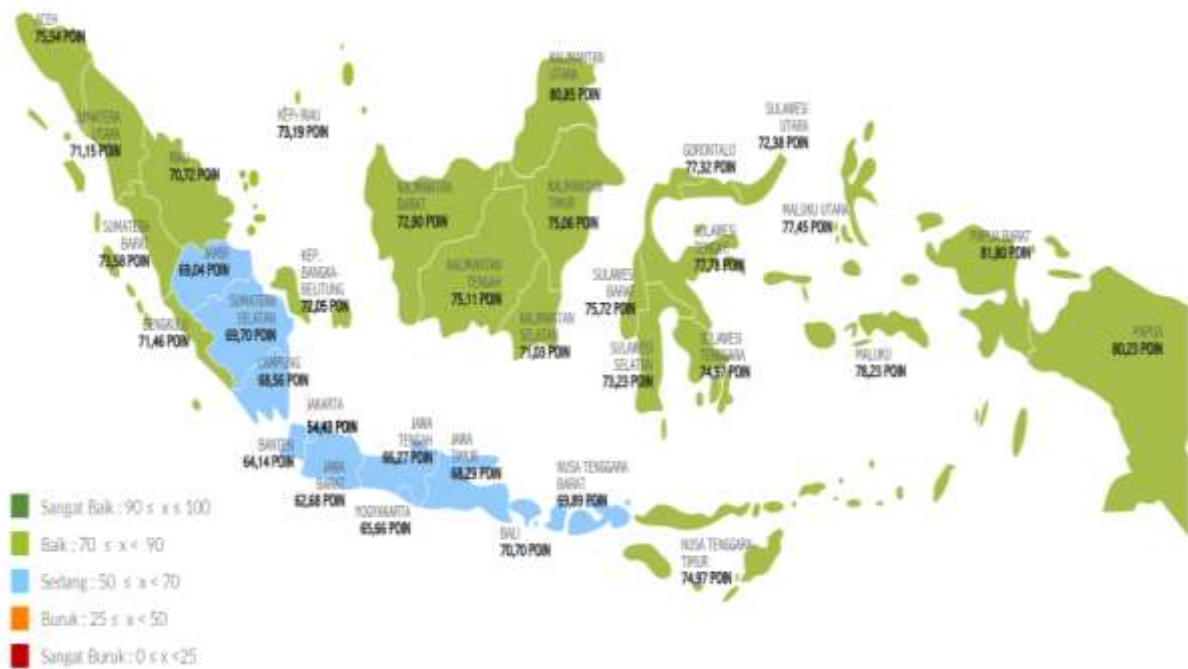 ACEH
75,54 POIN
SUMATERA
UTARA
71,15 POIN
RIAU
70,72 POIN
KEP. RIAU
73,19 POIN
SUMATERA
BARAT
73,58 POIN
JAMBI
69,04 POIN
KEP.
BANGKA-
BELITUNG
72,05 POIN
SUMATERA
SELATAN
69,70 POIN
BENGKULU
71,46 POIN
LAMPUNG
68,56 POIN
KALIMANTAN
UTARA
80,85 POIN
KALIMANTAN
BARAT
72,90 POIN
KALIMANTAN
TIMUR
75,06 POIN
KALIMANTAN
TENGAH
75,11 POIN
KALIMANTAN
SELATAN
71,03 POIN
SULAWESI
UTARA
72,38 POIN
GORONTALO
77,32 POIN
SULAWESI
TENGAH
77,78 POIN
SULAWESI
BARAT
75,72 POIN
SULAWESI
SELATAN
73,23 POIN
SULAWESI
TENGGARA
POIN
MALUKU UTARA
77,45 POIN
MALUKU
78,23 POIN
PAPUA BARAT
81,80 POIN
PAPUA
80,23 POIN
JAKARTA
54,43 POIN
BANTEN
64,14 POIN
JAWA
BARAT
62,68 POIN
JAWA
TENGAH
66,27 POIN
YOGYAKARTA
65,66 POIN
JAWA
TIMUR
68,29 POIN
BALI
70,70 POIN
NUSA TENGGARA
BARAT
69,89 POIN
NUSA TENGGARA
TIMUR
74,97 POIN
Sangat Baik : 90 ≤ x ≤ 100
Baik : 70 ≤ x < 90
Sedang : 50 ≤ x < 70
Buruk : 25 ≤ x < 50
Sangat Buruk : 0 ≤ x <25